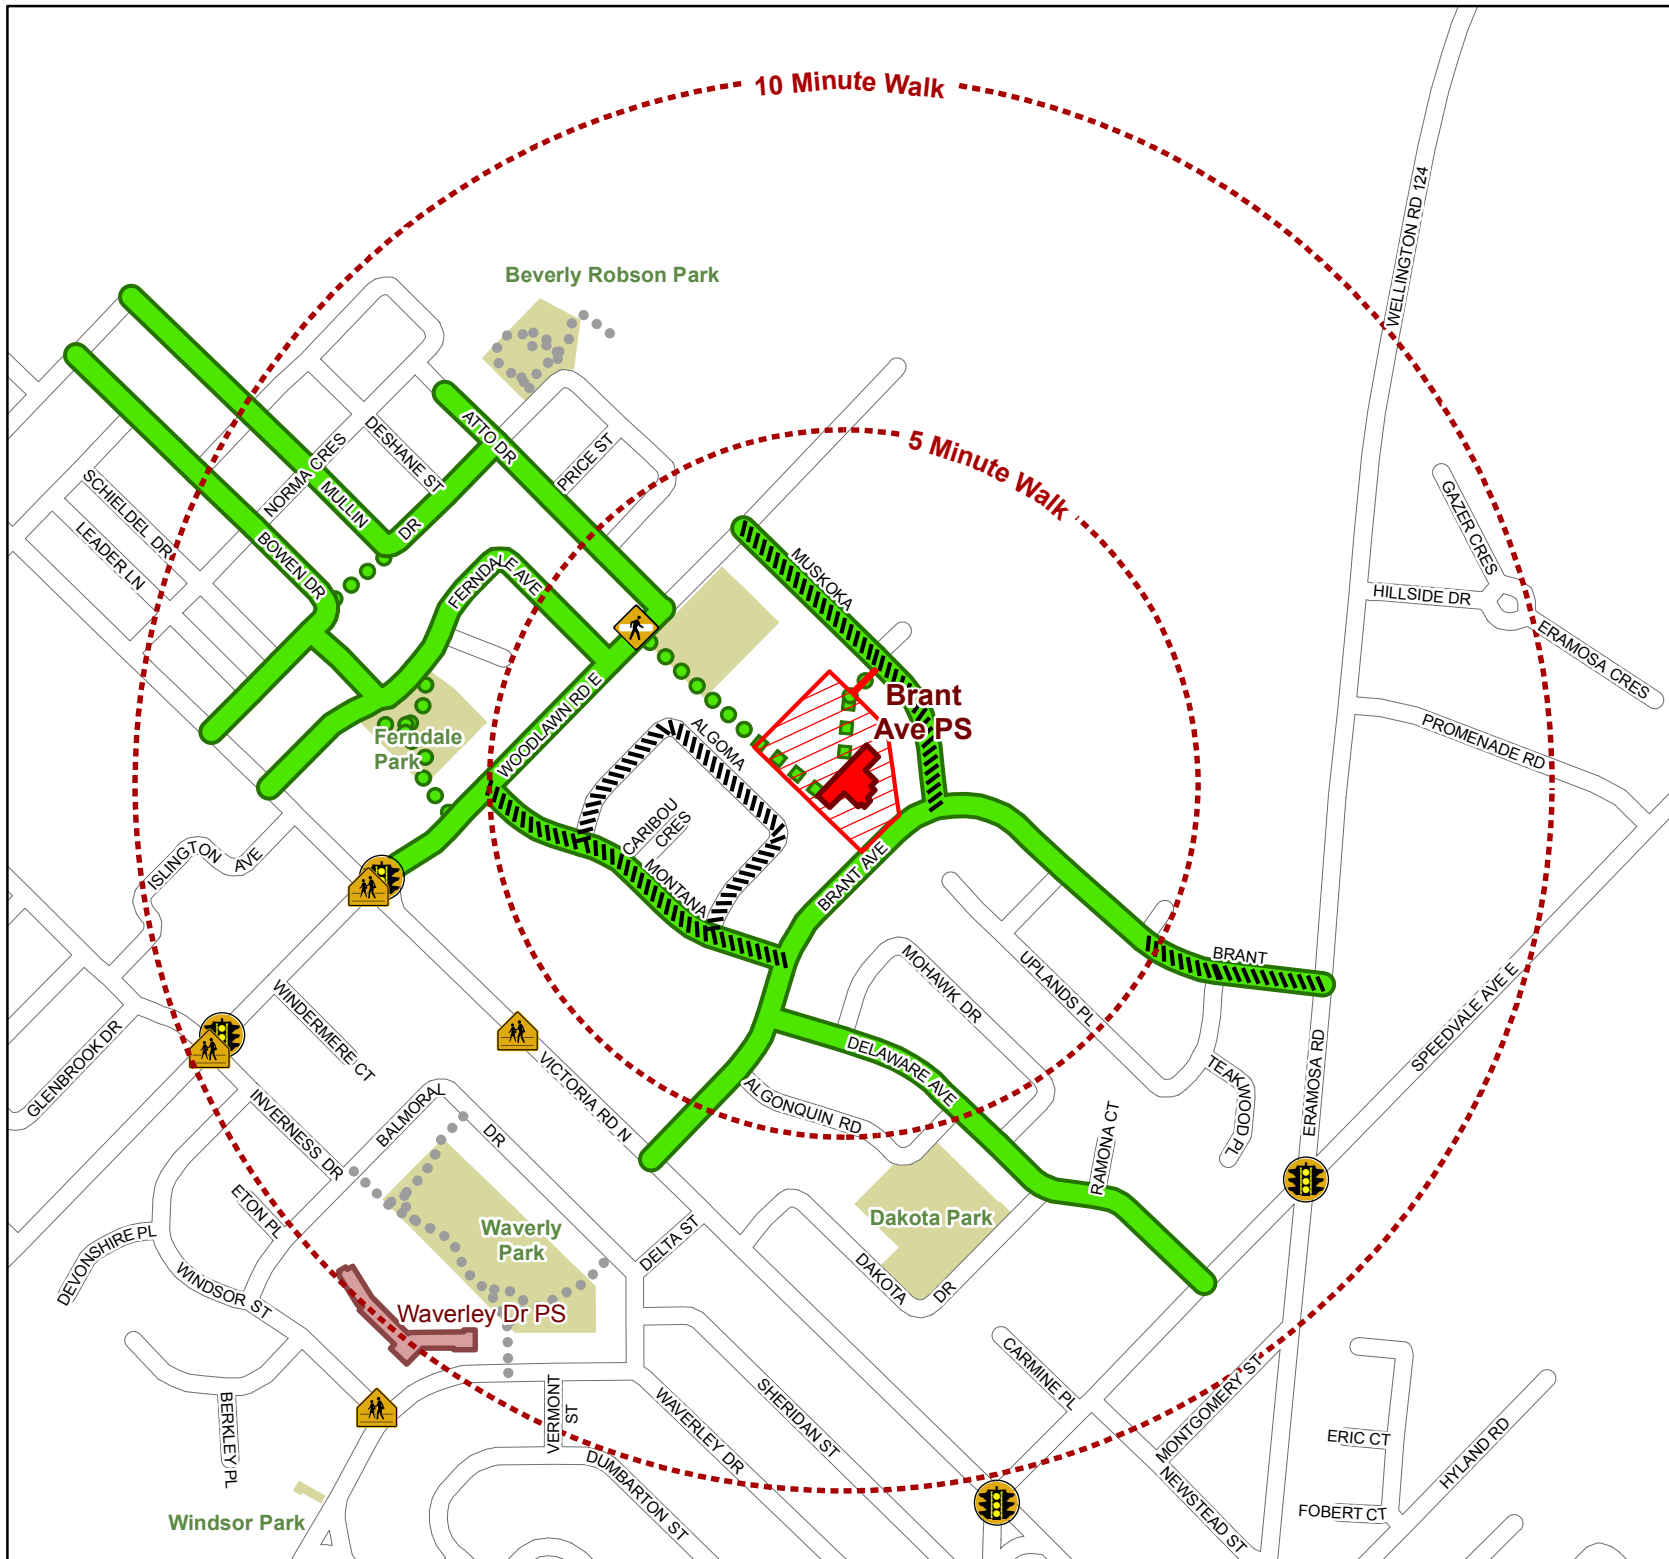 10 Minute Walk
WELLINGTON RD 124
Beverly Robson Park
5 Minute Walk
ATTO DR
PRICE ST
DESHANE ST
NORMA CRES
MULLIN
DR
SCHIEDEL DR
LEADER LN
BOWEN DR
FERNDALE AVE
MUSKOKA
GAZER CRES
HILLSIDE DR
ERAMOSA CRES
PROMENADE RD
Brant
Ave PS
WOODLAWN RD E
Ferndale
Park
ALGOMA
CARIBOU
CRES
MONTANA
BRANT AVE
ISLINGTON AVE
BRANT
MOHAWK DR
UPLANDS PL
SPEEDVALE AVE E
WINDERMERE CT
GLENBROOK DR
VICTORIA RD N
DELAWARE AVE
ALGONQUIN RD
TEAKWOOD PL
ERAMOSA RD
RAMONA CT
INVERNESS DR
BALMORAL
DR
ETON PL
Waverly
Park
DELTA ST
Dakota Park
DEVONSHIRE PL
WINDSOR ST
DAKOTA
DR
Waverley Dr PS
CARMINE PL
BERKLEY PL
VERMONT
ST
WAVERLEY DR
SHERIDAN ST
MONTGOMERY ST
ERIC CT
HYLAND RD
DUMBARTON ST
NEWSTEAD ST
FOBERT CT
Windsor Park